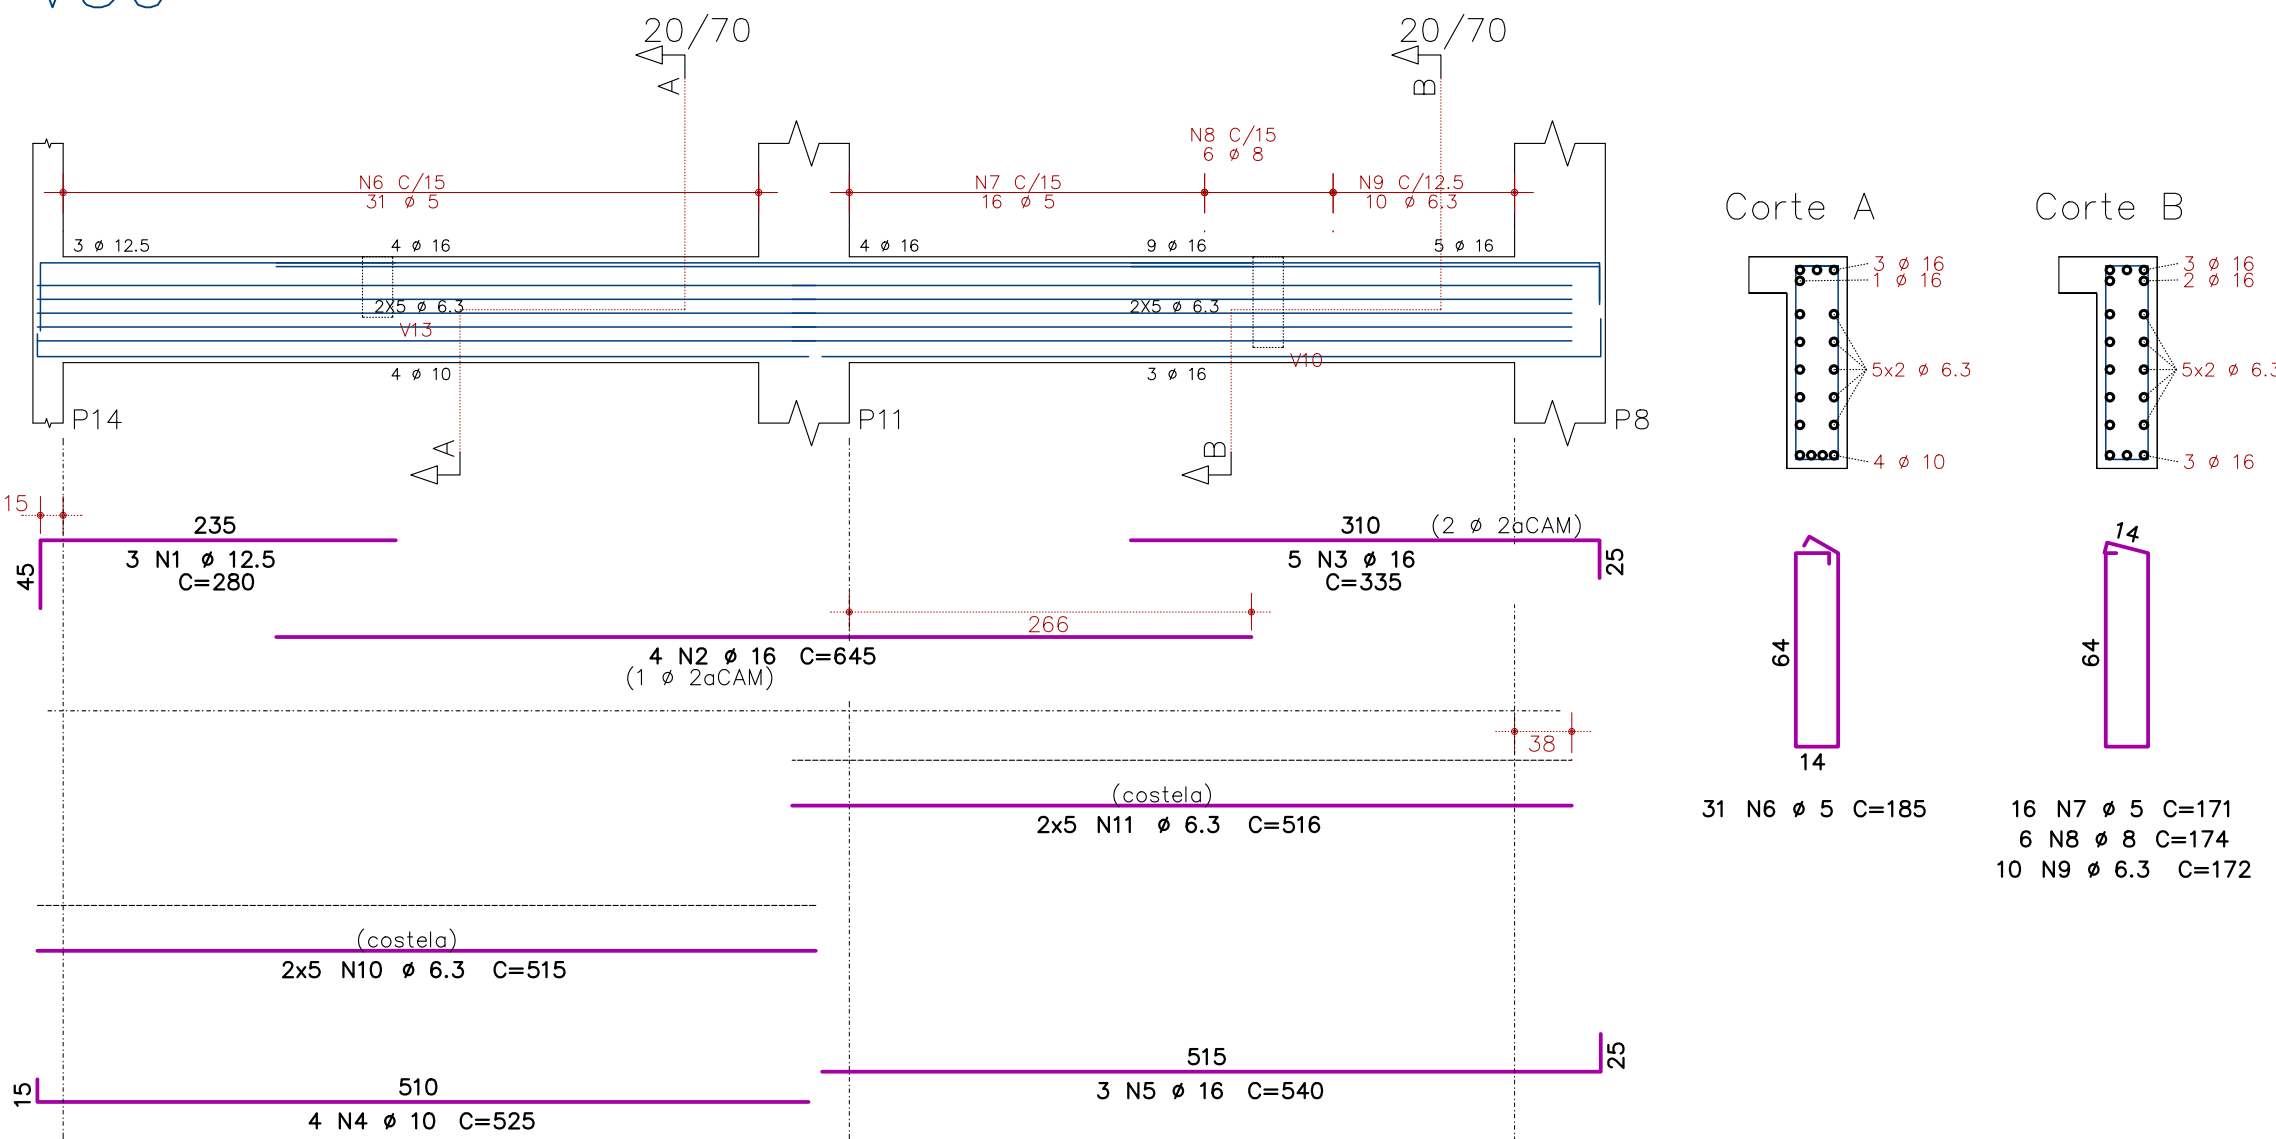 20/70
20/70
A
B
N8 C/15
6 ø 8
N6 C/15
31 ø 5
N7 C/15
16 ø 5
N9 C/12.5
10 ø 6.3
Corte A
Corte B
3 ø 12.5
4 ø 16
4 ø 16
9 ø 16
5 ø 16
3 ø 16
1 ø 16
3 ø 16
2 ø 16
2X5 ø 6.3
2X5 ø 6.3
V13
V10
5x2 ø 6.3
5x2 ø 6.3
4 ø 10
3 ø 16
P14
P11
P8
A
B
4 ø 10
3 ø 16
15
235
3 N1 ø 12.5
C=280
45
310 (2 ø 2aCAM)
5 N3 ø 16
C=335
25
14
266
4 N2 ø 16 C=645
(1 ø 2aCAM)
64
64
38
14
(costela)
2x5 N11 ø 6.3 C=516
31 N6 ø 5 C=185
16 N7 ø 5 C=171
6 N8 ø 8 C=174
10 N9 ø 6.3 C=172
(costela)
2x5 N10 ø 6.3 C=515
515
3 N5 ø 16 C=540
25
510
4 N4 ø 10 C=525
15